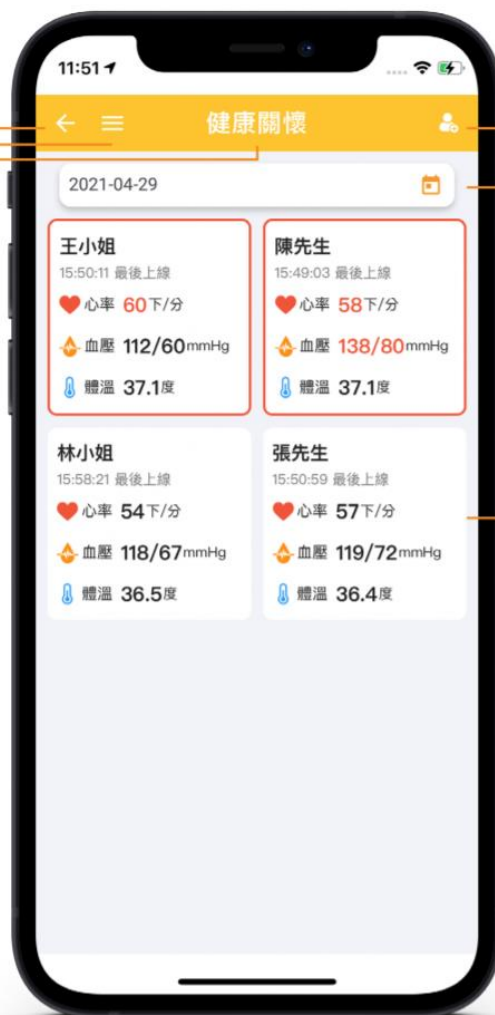 11:51
健康關懷
2021-04-29
王小姐
15:50:11 最後上線
心率 60下/分
血壓 112/60mmHg
體溫 37.1度
陳先生
15:49:03 最後上線
心率 58下/分
血壓 138/80mmHg
體溫 37.1度
林小姐
15:58:21 最後上線
心率 54下/分
血壓 118/67mmHg
體溫 36.5度
張先生
15:50:59 最後上線
心率 57下/分
血壓 119/72mmHg
體溫 36.4度